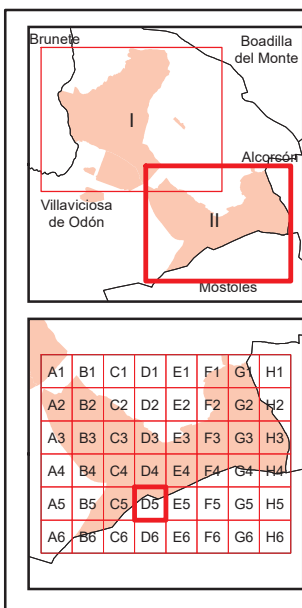 Brunete
Boadilla
del Monte
I
Alcorcón
Villaviciosa
de Odón
II
Móstoles
A1 B1 C1 D1 E1 F1 G1 H1
A2 B2 C2 D2 E2 F2 G2 H2
A3 B3 C3 D3 E3 F3 G3 H3
A4 B4 C4 D4 E4 F4 G4 H4
A5 B5 C5 D5 E5 F5 G5 H5
A6 B6 C6 D6 E6 F6 G6 H6